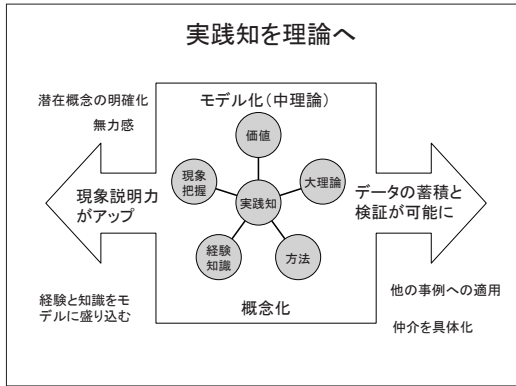 実践知を理論へ
潜在概念の明確化
無力感
モデル化(中理論)
価値
現象
把握
大理論
実践知
経験
知識
方法
現象説明力
がアップ
データの蓄積と
検証が可能に
経験と知識をモ
デルに盛り込む
概念化
他の事例への適用
仲介を具体化